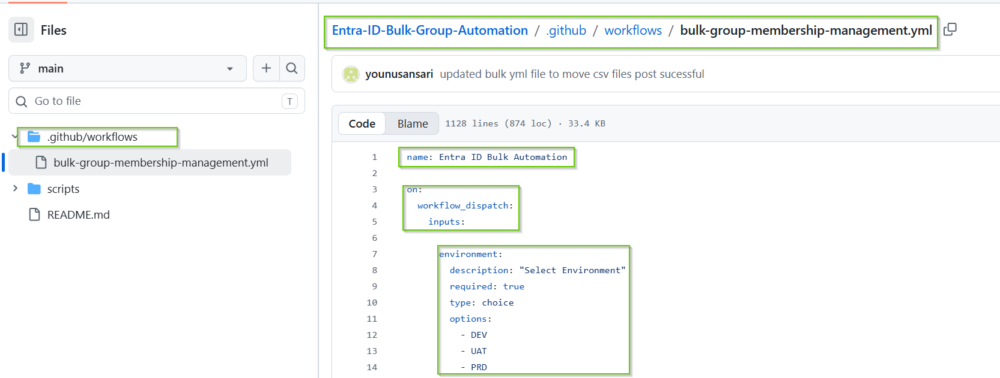 Files
main
Go to file
T
.github/workflows
bulk-group-membership-management.yml
scripts
README.md
Entra-ID-Bulk-Group-Automation / .github / workflows / bulk-group-membership-management.yml
younusansari updated bulk yml file to move csv files post sucessful
Code Blame 1128 lines (874 loc) · 33.4 KB
1 name: Entra ID Bulk Automation
2
3 on:
4 workflow_dispatch:
5 inputs:
6
7 environment:
8 description: "Select Environment"
9 required: true
10 type: choice
11 options:
12 - DEV
13 - UAT
14 - PRD